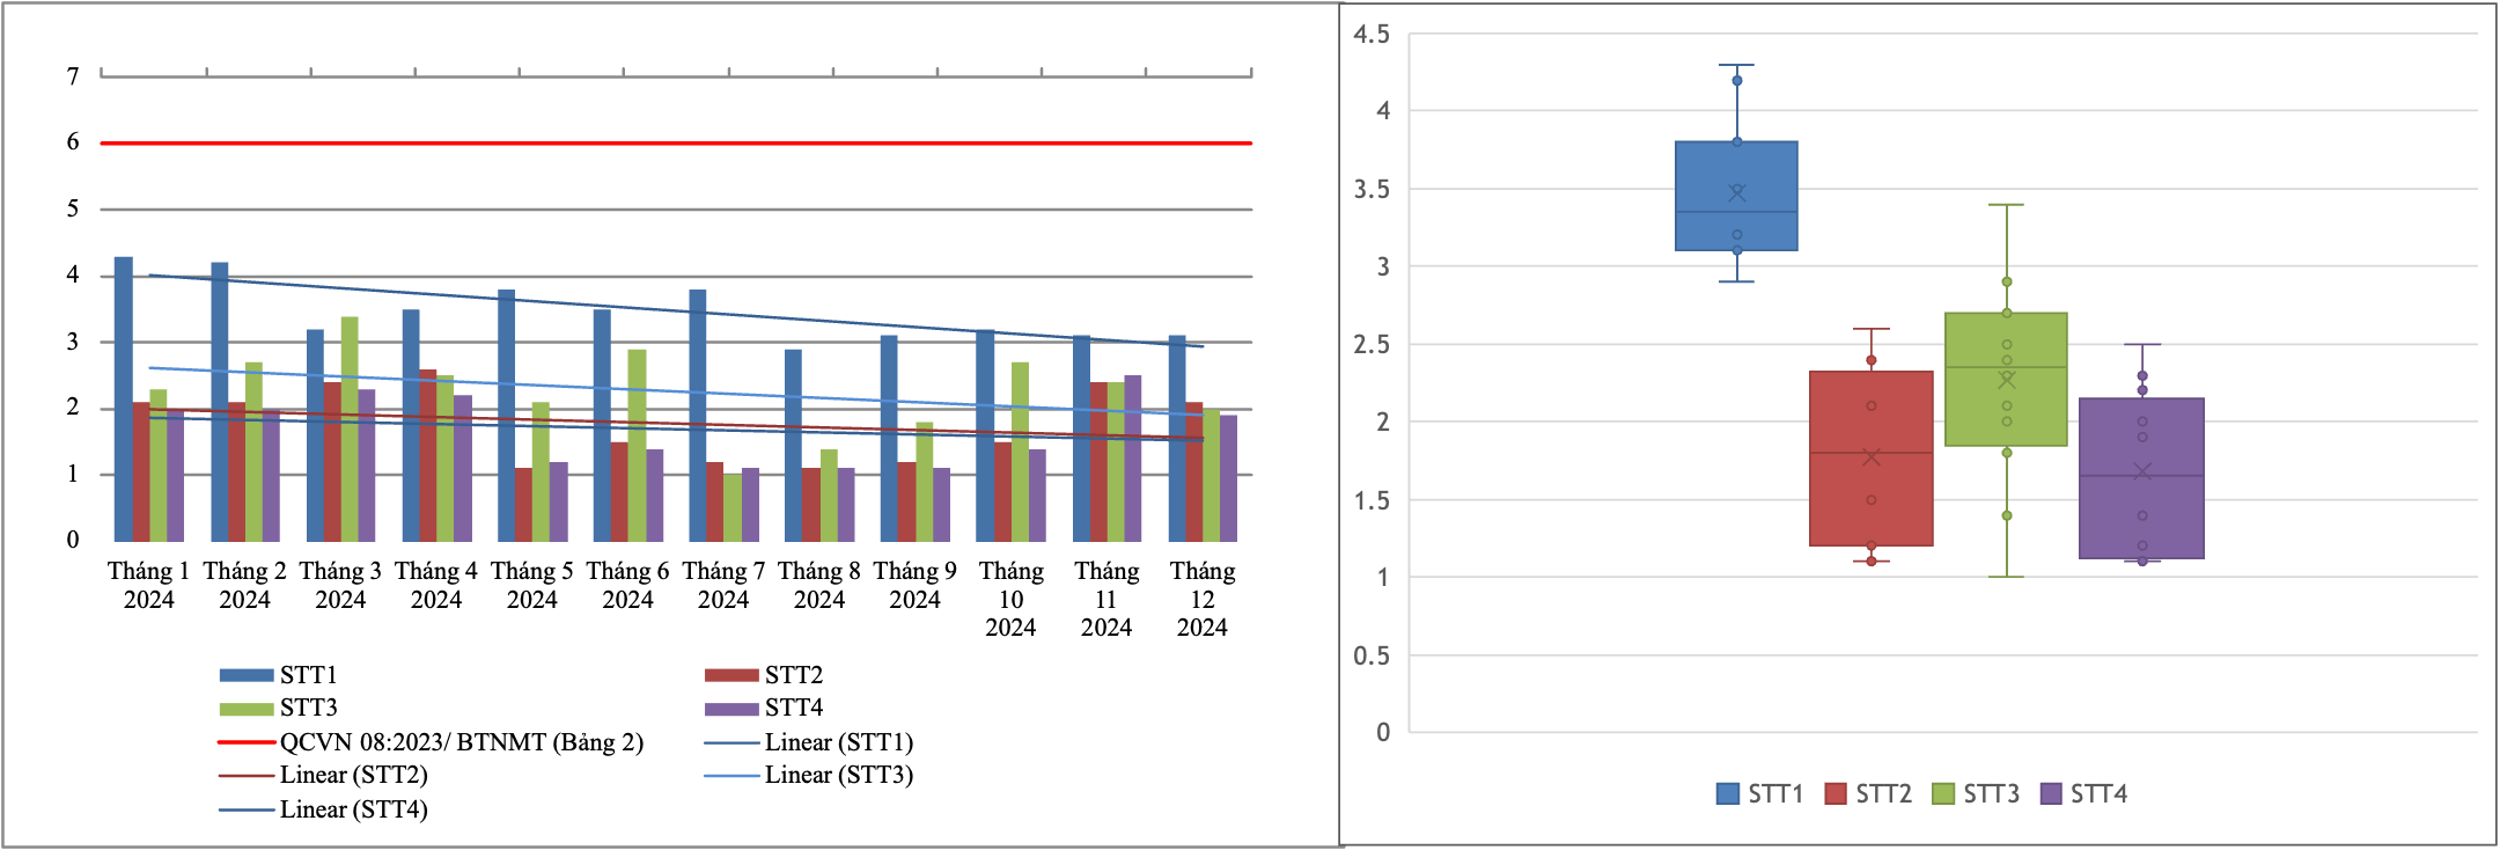 7
6
5
4
3
2
1
0
Tháng 1
2024
Tháng 2
2024
Tháng 3
2024
Tháng 4
2024
Tháng 5
2024
Tháng 6
2024
Tháng 7
2024
Tháng 8
2024
Tháng 9
2024
Tháng
10
2024
Tháng
11
2024
Tháng
12
2024
STT1
STT2
STT3
STT4
QCVN 08:2023/ BTNMT (Bảng 2)
Linear (STT1)
Linear (STT2)
Linear (STT3)
Linear (STT4)
4.5
4
3.5
3
2.5
2
1.5
1
0.5
0
STT1
STT2
STT3
STT4